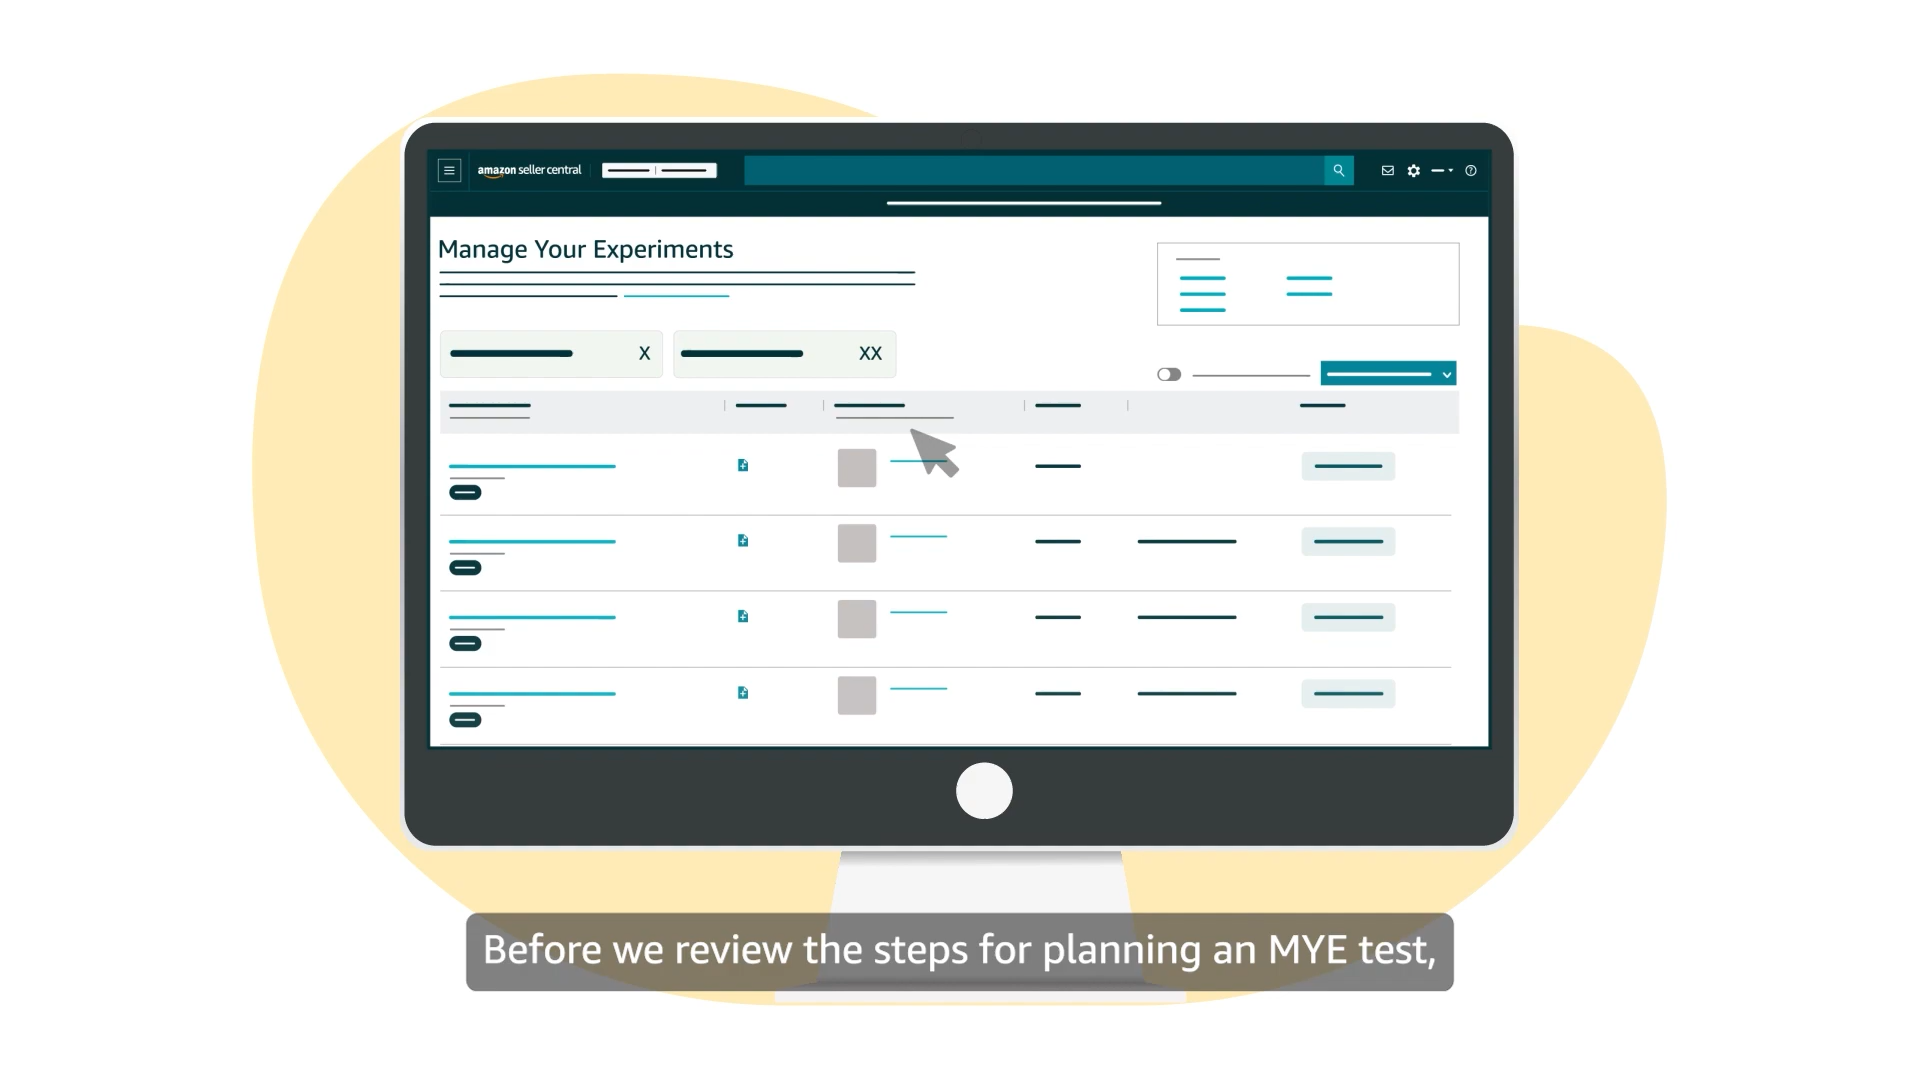 amazon seller central
Manage Your Experiments
X
XX
Before we review the steps for planning an MYE test,